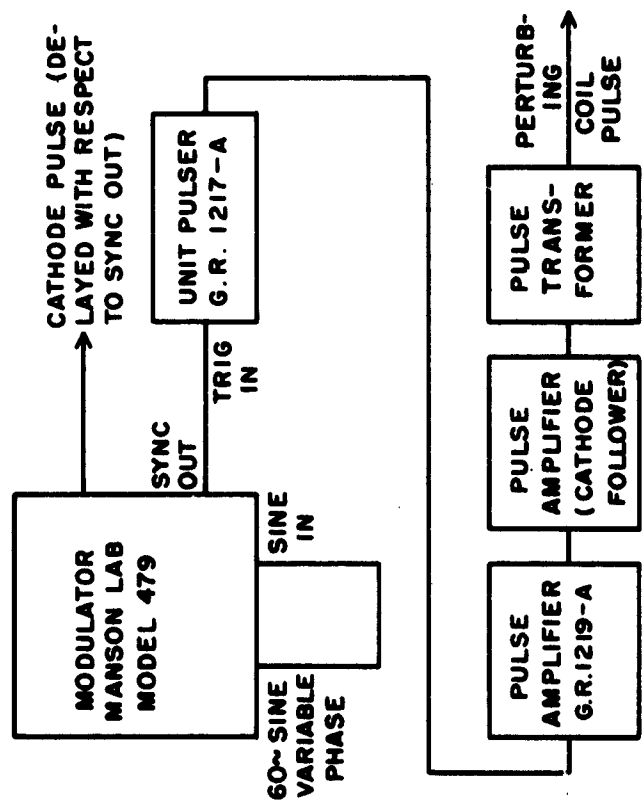 CATHODE PULSE (DE-
LAYED WITH RESPECT
TO SYNC OUT)
MODULATOR
MANSON LAB
MODEL 479
SYNC
OUT
TRIG
IN
UNIT PULSER
G. R. 1217-A
60~ SINE
VARIABLE
PHASE
SINE
IN
PULSE
AMPLIFIER
G.R. 1219-A
PULSE
AMPLIFIER
(CATHODE
FOLLOWER)
PULSE
TRANS-
FORMER
PERTURB-
ING
COIL
PULSE